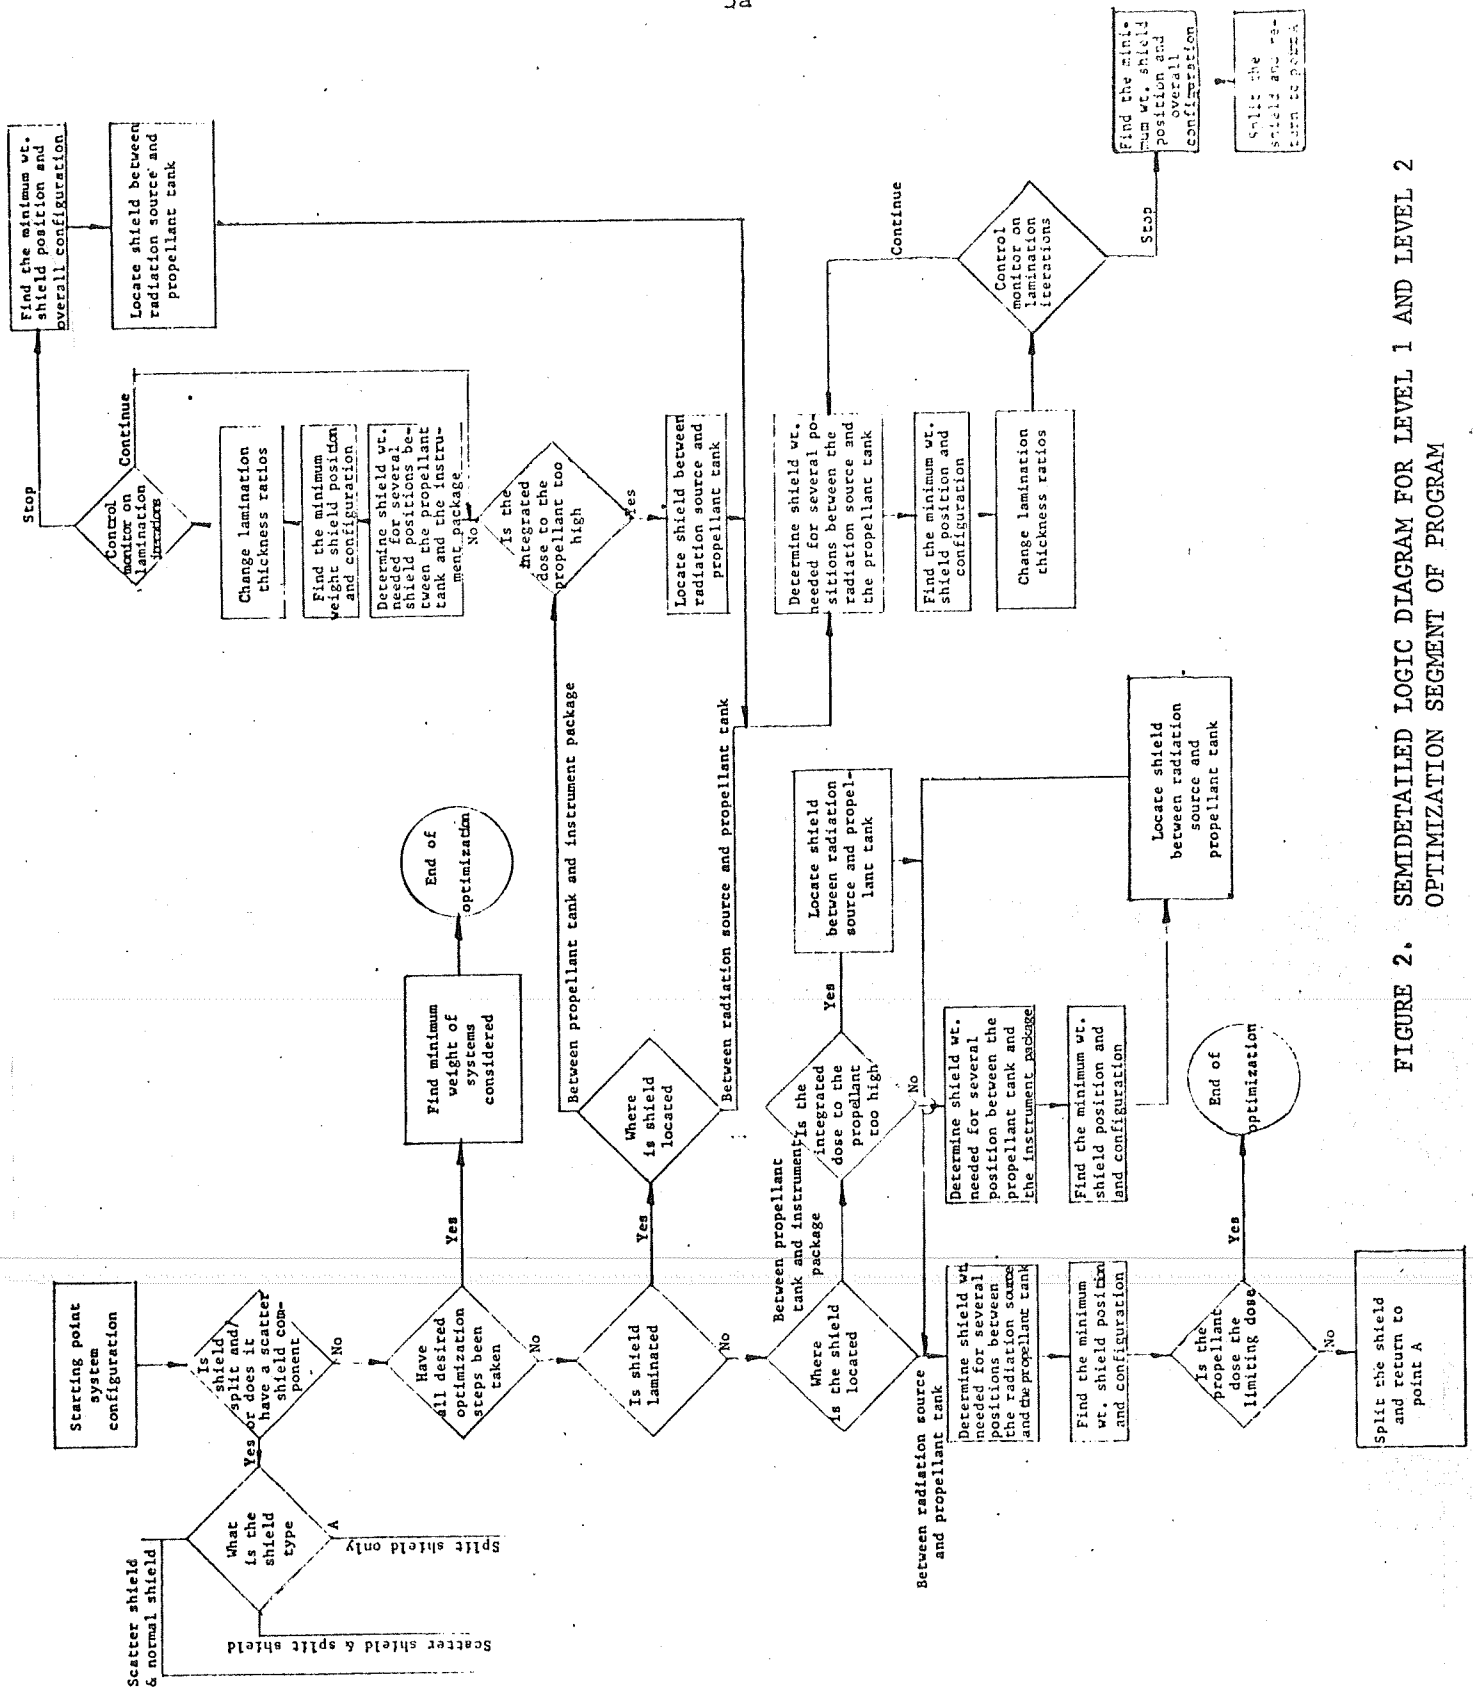 5a
Starting point
system
configuration
Is
shield
split and/
or does it
have a scatter
shield com-
ponent
Yes
No
What
is the
shield
type
A
Scatter shield
& normal shield
Scatter shield & split shield
Split shield only
Have
all desired
optimization
steps been
taken
Yes
No
Find minimum
weight of
systems
considered
End of
optimization
Is shield
laminated
Yes
No
Where
is shield
located
Between propellant tank and instrument package
Between radiation source and propellant tank
Is the
integrated
dose to the
propellant too
high
No
Yes
Determine shield wt.
needed for several
shield positions be-
tween the propellant
tank and the instru-
ment package
Find the minimum
weight shield position
and configuration
Change lamination
thickness ratios
Control
monitor on
lamination
iterations
Stop
Continue
Find the minimum wt.
shield position and
overall configuration
Locate shield between
radiation source and
propellant tank
Locate shield between
radiation source and
propellant tank
Determine shield wt.
needed for several po-
sitions between the
radiation source and
the propellant tank
Find the minimum wt.
shield position and
configuration
Change lamination
thickness ratios
Control
monitor on
lamination
iterations
Continue
Stop
Find the mini-
mum wt. shield
position and
overall
configuration
Split the
shield and re-
turn to point A
Where
is the shield
located
Between propellant
tank and instrument
package
Between radiation source
and propellant tank
Is the
integrated
dose to the
propellant
too high
Yes
No
Locate shield
between radiation
source and propel-
lant tank
Determine shield wt.
needed for several
position between the
propellant tank and
the instrument package
Find the minimum wt.
shield position and
and configuration
Locate shield
between radiation
source and
propellant tank
Determine shield wt
needed for several
positions between
the radiation source
and the propellant tank
Find the minimum
wt. shield position
and configuration
Is the
propellant
dose the
limiting dose
Yes
No
End of
optimization
Split the shield
and return to
point A
FIGURE 2. SEMIDETAILED LOGIC DIAGRAM FOR LEVEL 1 AND LEVEL 2
OPTIMIZATION SEGMENT OF PROGRAM